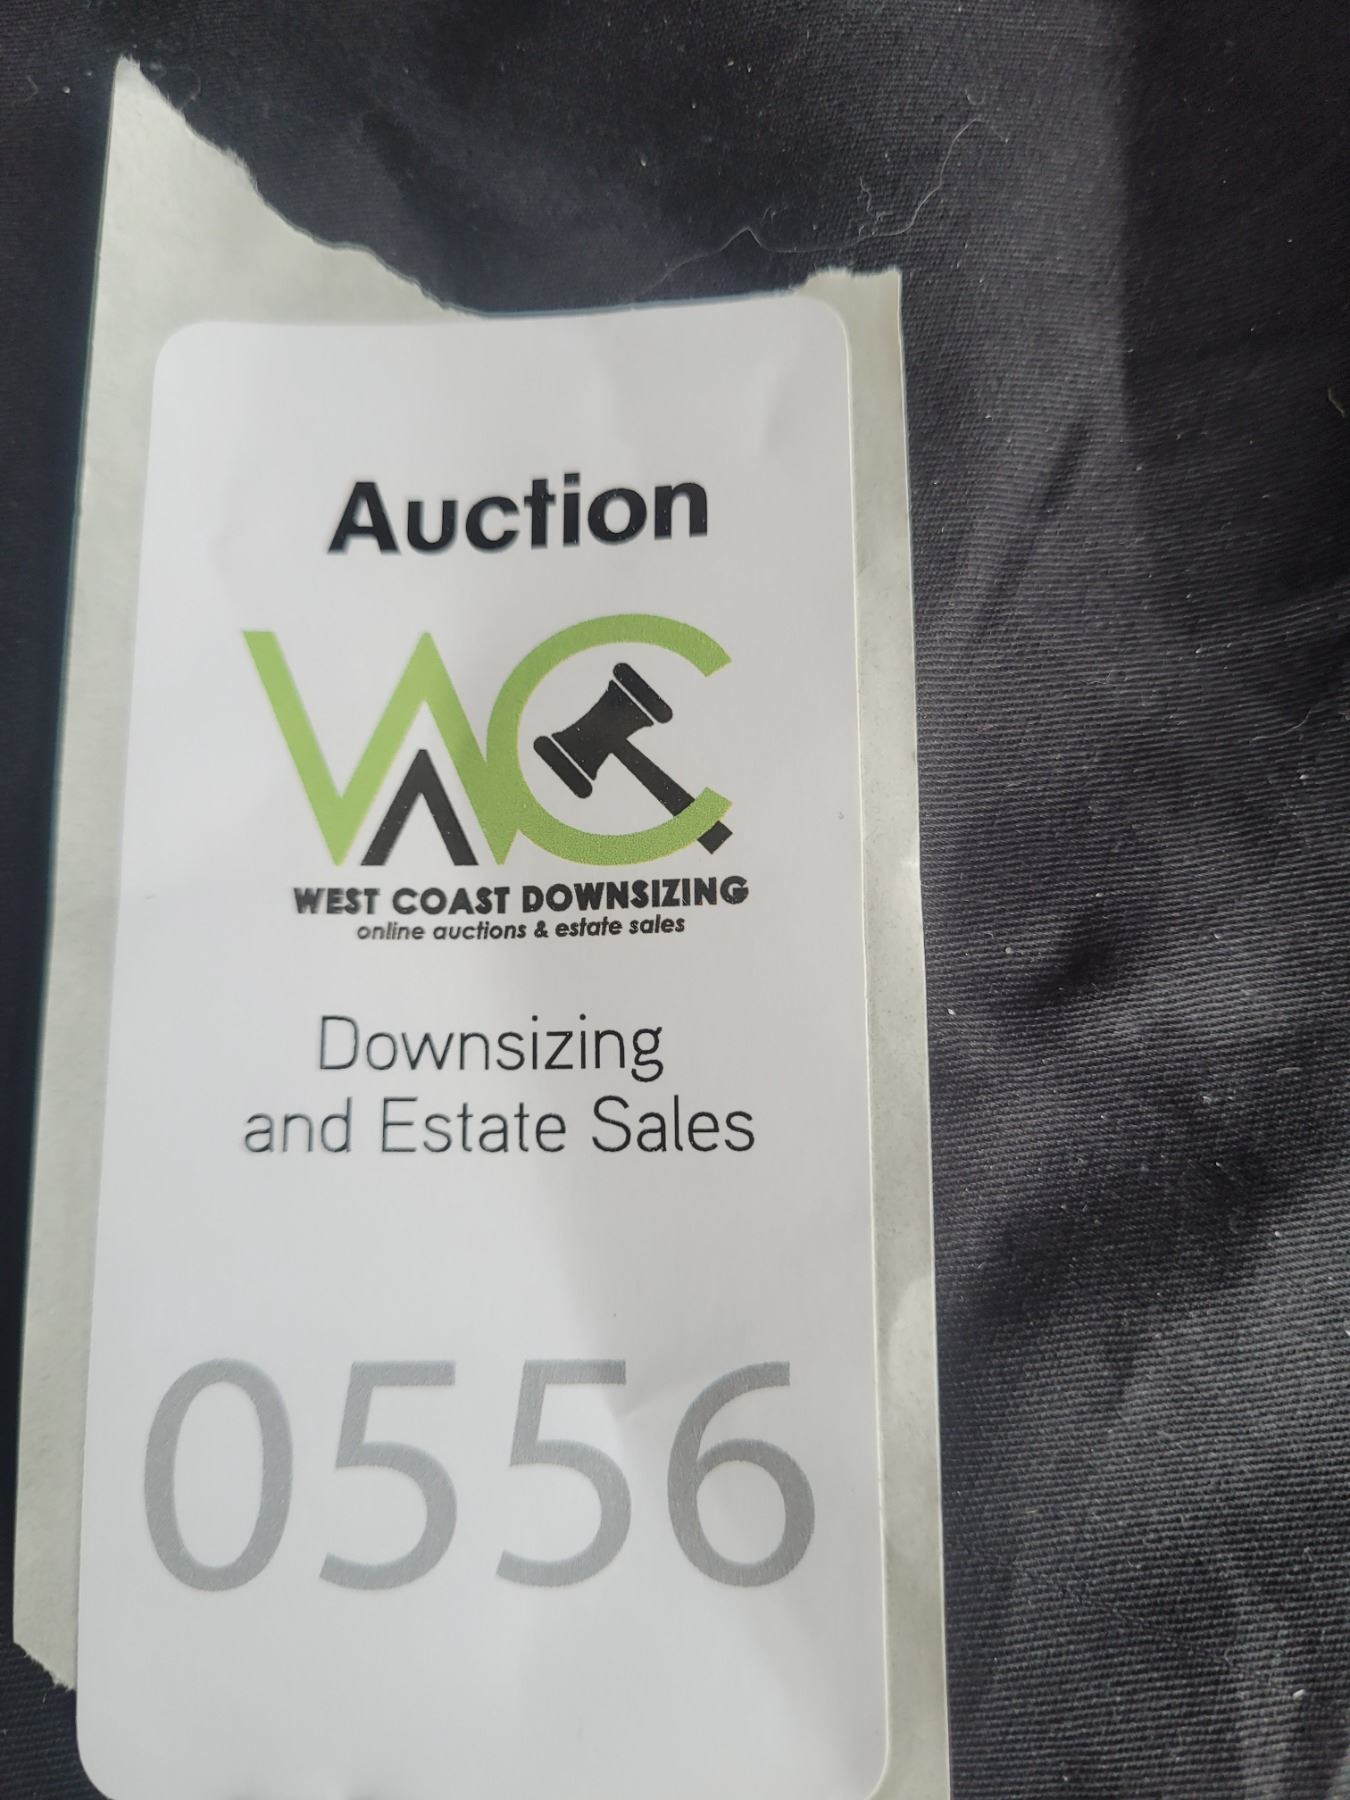 Auction
WC
WEST COAST DOWNSIZING
online auctions & estate sales
Downsizing
and Estate Sales
0556